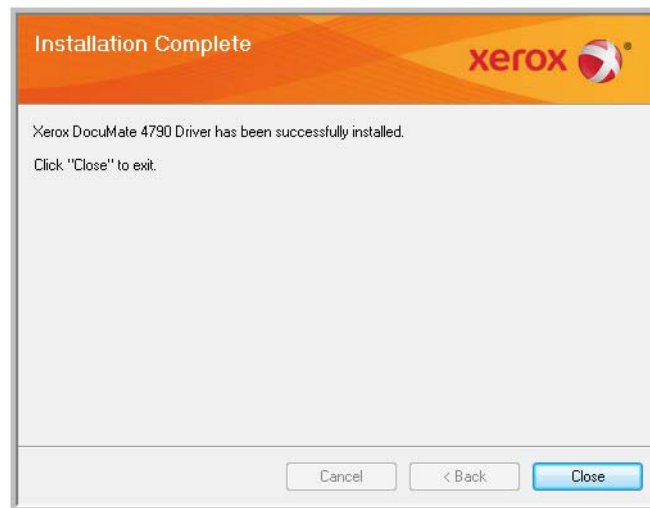 Installation Complete
xerox
Xerox DocuMate 4790 Driver has been successfully installed.
Click "Close" to exit.
Cancel
< Back
Close